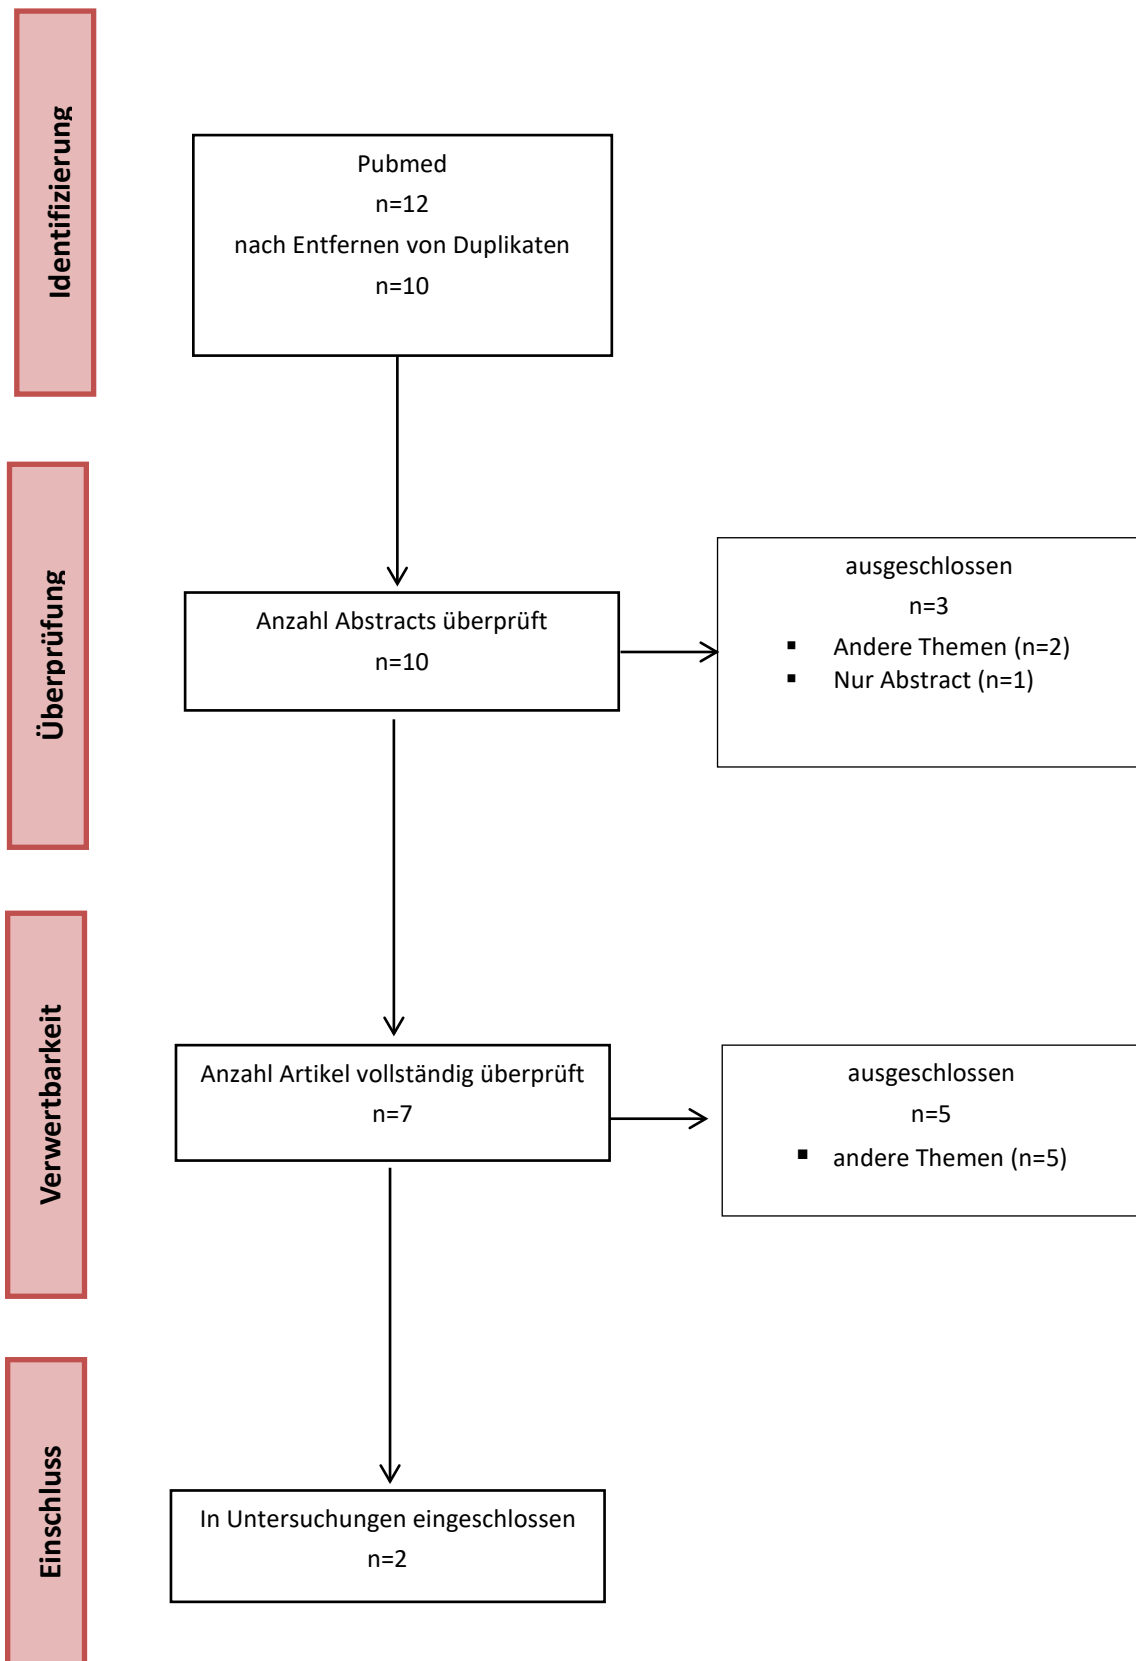 Identifizierung
Pubmed
n=12
nach Entfernen von Duplikaten
n=10
Überprüfung
Anzahl Abstracts überprüft
n=10
ausgeschlossen
n=3
▪ Andere Themen (n=2)
▪ Nur Abstract (n=1)
Verwertbarkeit
Anzahl Artikel vollständig überprüft
n=7
ausgeschlossen
n=5
▪ andere Themen (n=5)
Einschluss
In Untersuchungen eingeschlossen
n=2